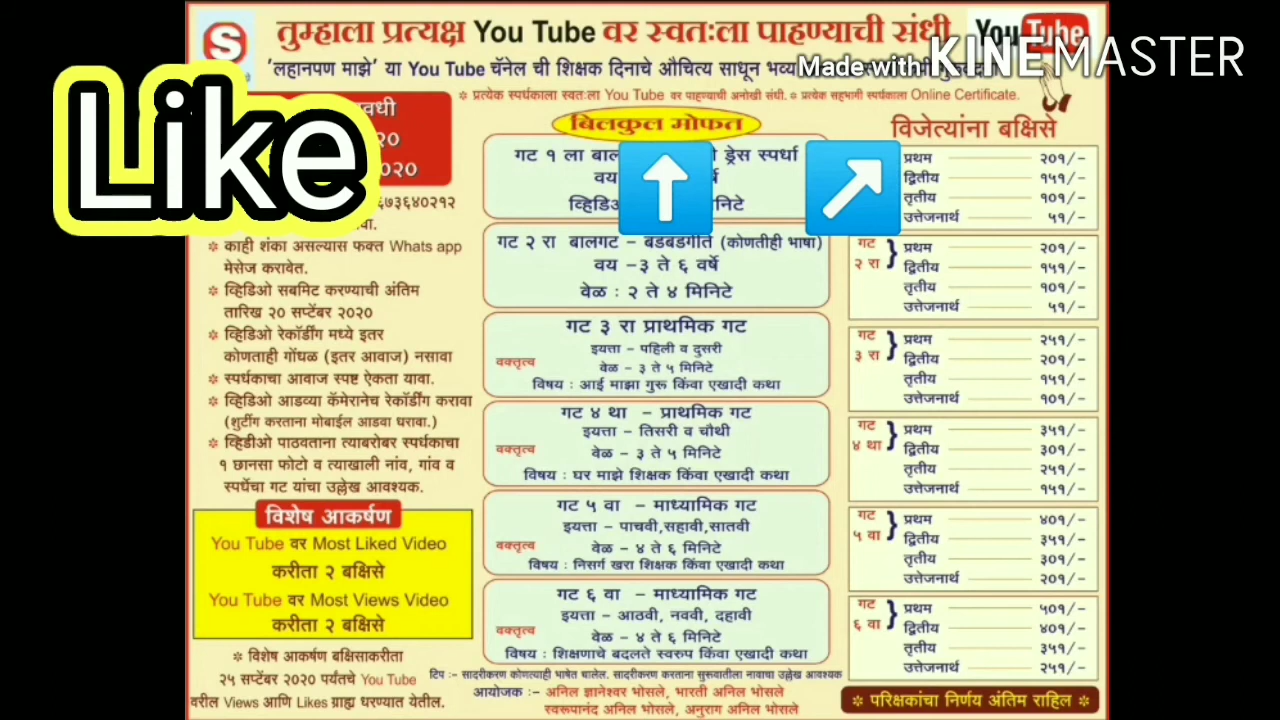 तुम्हाला प्रत्यक्ष You Tube वर स्वतःला पाहण्याची संधी
You Tube
S
'लहानपण माझे' या You Tube चॅनेल ची शिक्षक दिनाचे औचित्य साधून
Made with KINEMASTER
✲ प्रत्येक स्पर्धकाला स्वतःला You Tube वर पाहण्याची अनोखी संधी. ✲ प्रत्येक सहभागी स्पर्धकाला Online Certificate.
Like
✲ काही शंका असल्यास फक्त Whats app
मेसेज करावेत.
✲ व्हिडिओ सबमिट करण्याची अंतिम
तारिख २० सप्टेंबर २०२०
✲ व्हिडिओ रेकॉर्डींग मध्ये इतर
कोणताही गोंधळ (इतर आवाज) नसावा
✲ स्पर्धकाचा आवाज स्पष्ट ऐकता यावा.
✲ व्हिडिओ आडव्या कॅमेरानेच रेकॉर्डींग करावा
(शुटींग करताना मोबाईल आडवा धरावा.)
✲ व्हिडीओ पाठवताना त्याबरोबर स्पर्धकाचा
१ छानसा फोटो व त्याखाली नांव, गांव व
स्पर्धेचा गट यांचा उल्लेख आवश्यक.
विशेष आकर्षण
You Tube वर Most Liked Video
करीता २ बक्षिसे
You Tube वर Most Views Video
करीता २ बक्षिसे
✲ विशेष आकर्षण बक्षिसाकरीता
२५ सप्टेंबर २०२० पर्यंतचे You Tube
वरील Views आणि Likes ग्राह्य धरण्यात येतील.
बिलकुल मोफत
गट १ ला ड्रेस स्पर्धा
गट २ रा बालगट – बडबडगीत (कोणतीही भाषा)
वय –३ ते ६ वर्षे
वेळ : २ ते ४ मिनिटे
गट ३ रा प्राथमिक गट
इयत्ता – पहिली व दुसरी
वक्तृत्व वेळ – ३ ते ५ मिनिटे
विषय : आई माझा गुरू किंवा एखादी कथा
गट ४ था – प्राथमिक गट
इयत्ता – तिसरी व चौथी
वक्तृत्व वेळ – ३ ते ५ मिनिटे
विषय : घर माझे शिक्षक किंवा एखादी कथा
गट ५ वा – माध्यमिक गट
इयत्ता – पाचवी,सहावी,सातवी
वक्तृत्व वेळ – ४ ते ६ मिनिटे
विषय : निसर्ग खरा शिक्षक किंवा एखादी कथा
गट ६ वा – माध्यमिक गट
इयत्ता – आठवी, नववी, दहावी
वक्तृत्व वेळ – ४ ते ६ मिनिटे
विषय : शिक्षणाचे बदलते स्वरुप किंवा एखादी कथा
टिप :– सादरीकरण कोणत्याही भाषेत चालेल. सादरीकरण करताना सुरूवातीला नावाचा उल्लेख आवश्यक
आयोजक :– अनिल ज्ञानेश्वर भोसले, भारती अनिल भोसले
स्वरूपानंद अनिल भोसले, अनुराग अनिल भोसले
विजेत्यांना बक्षिसे
प्रथम २०१/–
द्वितीय १५१/–
तृतीय १०१/–
उत्तेजनार्थ ५१/–
गट २ रा
प्रथम २०१/–
द्वितीय १५१/–
तृतीय १०१/–
उत्तेजनार्थ ५१/–
गट ३ रा
प्रथम २५१/–
द्वितीय २०१/–
तृतीय १५१/–
उत्तेजनार्थ १०१/–
गट ४ था
प्रथम ३५१/–
द्वितीय ३०१/–
तृतीय २५१/–
उत्तेजनार्थ १५१/–
गट ५ वा
प्रथम ४०१/–
द्वितीय ३५१/–
तृतीय ३०१/–
उत्तेजनार्थ २०१/–
गट ६ वा
प्रथम ५०१/–
द्वितीय ४०१/–
तृतीय ३५१/–
उत्तेजनार्थ २५१/–
✲ परिक्षकांचा निर्णय अंतिम राहिल ✲